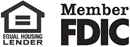 EQUAL HOUSING
LENDER
Member
FDIC